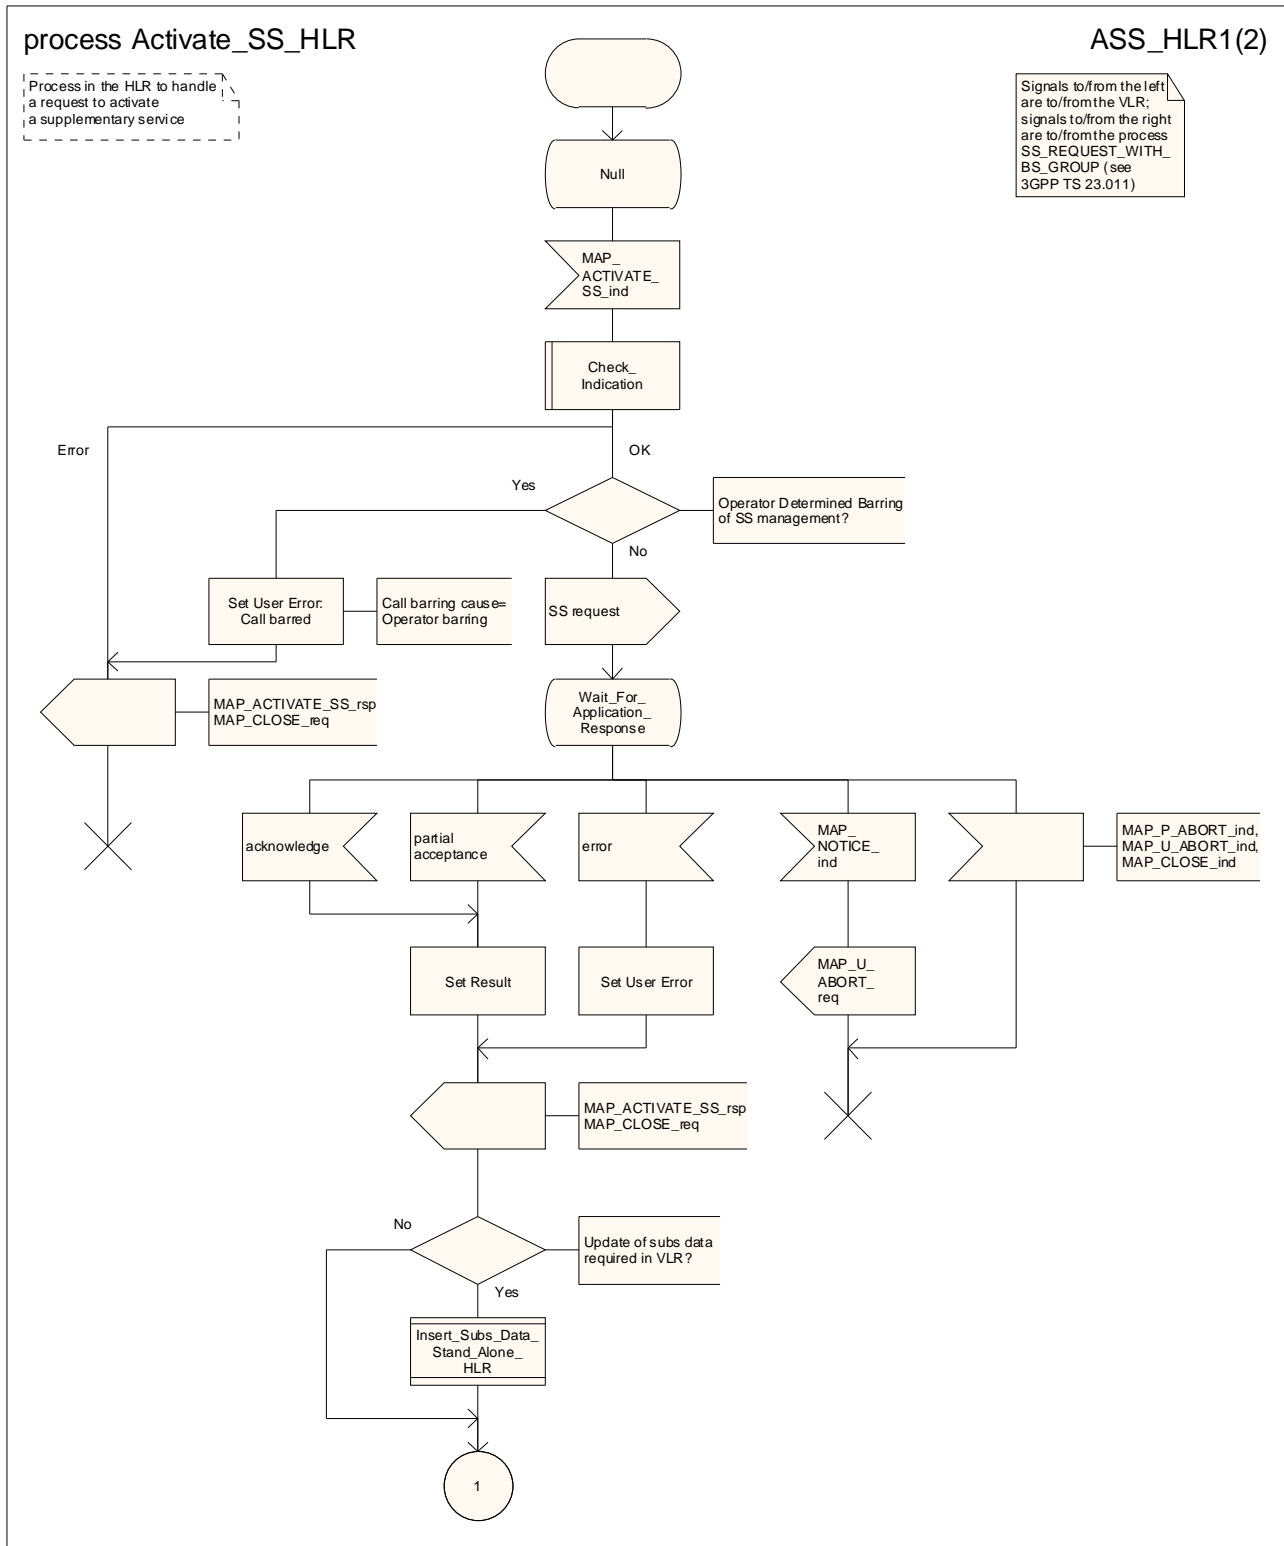 process Activate_SS_HLR
ASS_HLR1(2)
Process in the HLR to handle
a request to activate
a supplementary service
Signals to/from the left
are to/from the VLR;
signals to/from the right
are to/from the process
SS_REQUEST_WITH_
BS_GROUP (see
3GPP TS 23.011)
Null
MAP_
ACTIVATE_
SS_ind
Check_
Indication
Error
OK
Yes
Operator Determined Barring
of SS management?
No
Set User Error:
Call barred
Call barring cause=
Operator barring
SS request
MAP_ACTIVATE_SS_rsp
MAP_CLOSE_req
Wait_For_
Application_
Response
acknowledge
partial
acceptance
error
MAP_
NOTICE_
ind
MAP_P_ABORT_ind,
MAP_U_ABORT_ind,
MAP_CLOSE_ind
Set Result
Set User Error
MAP_U_
ABORT_
req
MAP_ACTIVATE_SS_rsp
MAP_CLOSE_req
No
Update of subs data
required in VLR?
Yes
Insert_Subs_Data_
Stand_Alone_
HLR
1